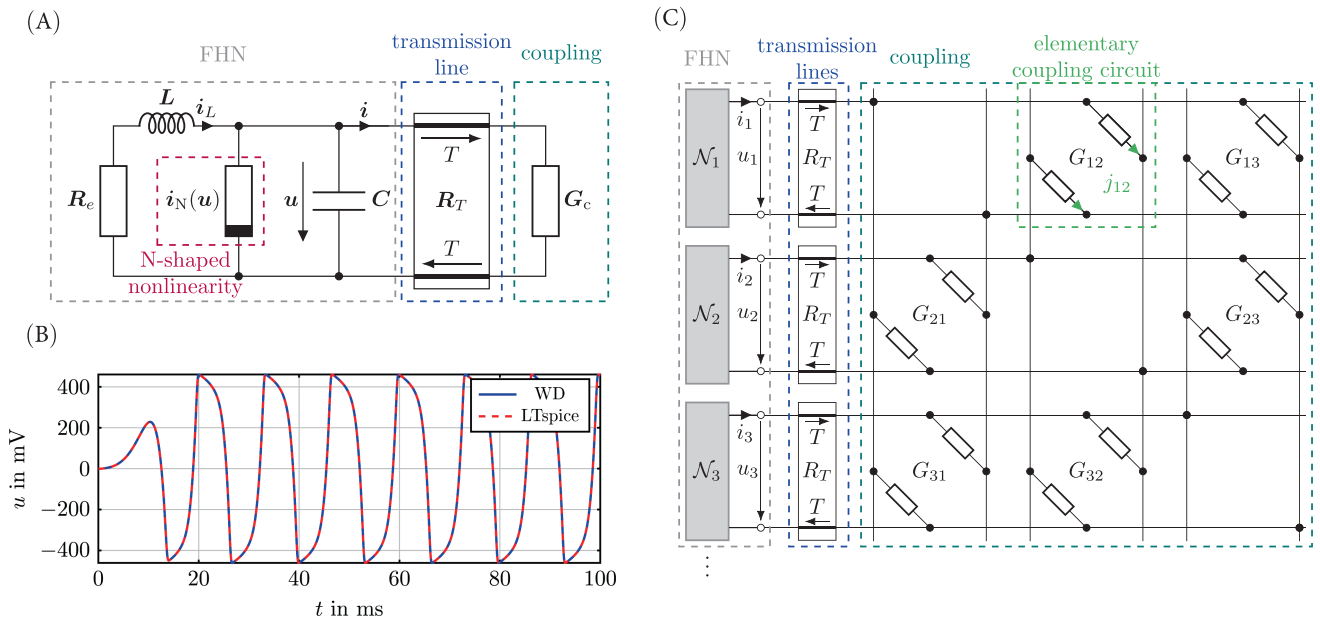 (A)
FHN
transmission
line
coupling
L
i_L
i
R_e
i_N(u)
u
C
T
R_T
T
G_c
N-shaped
nonlinearity
(B)
u in mV
400
200
0
−200
−400
WD
LTspice
0
20
40
60
80
100
t in ms
(C)
FHN
transmission
lines
coupling
elementary
coupling circuit
N_1
i_1
u_1
T
R_T
T
G_12
j_12
G_13
N_2
i_2
u_2
T
R_T
T
G_21
G_23
N_3
i_3
u_3
T
R_T
T
G_31
G_32
⋮